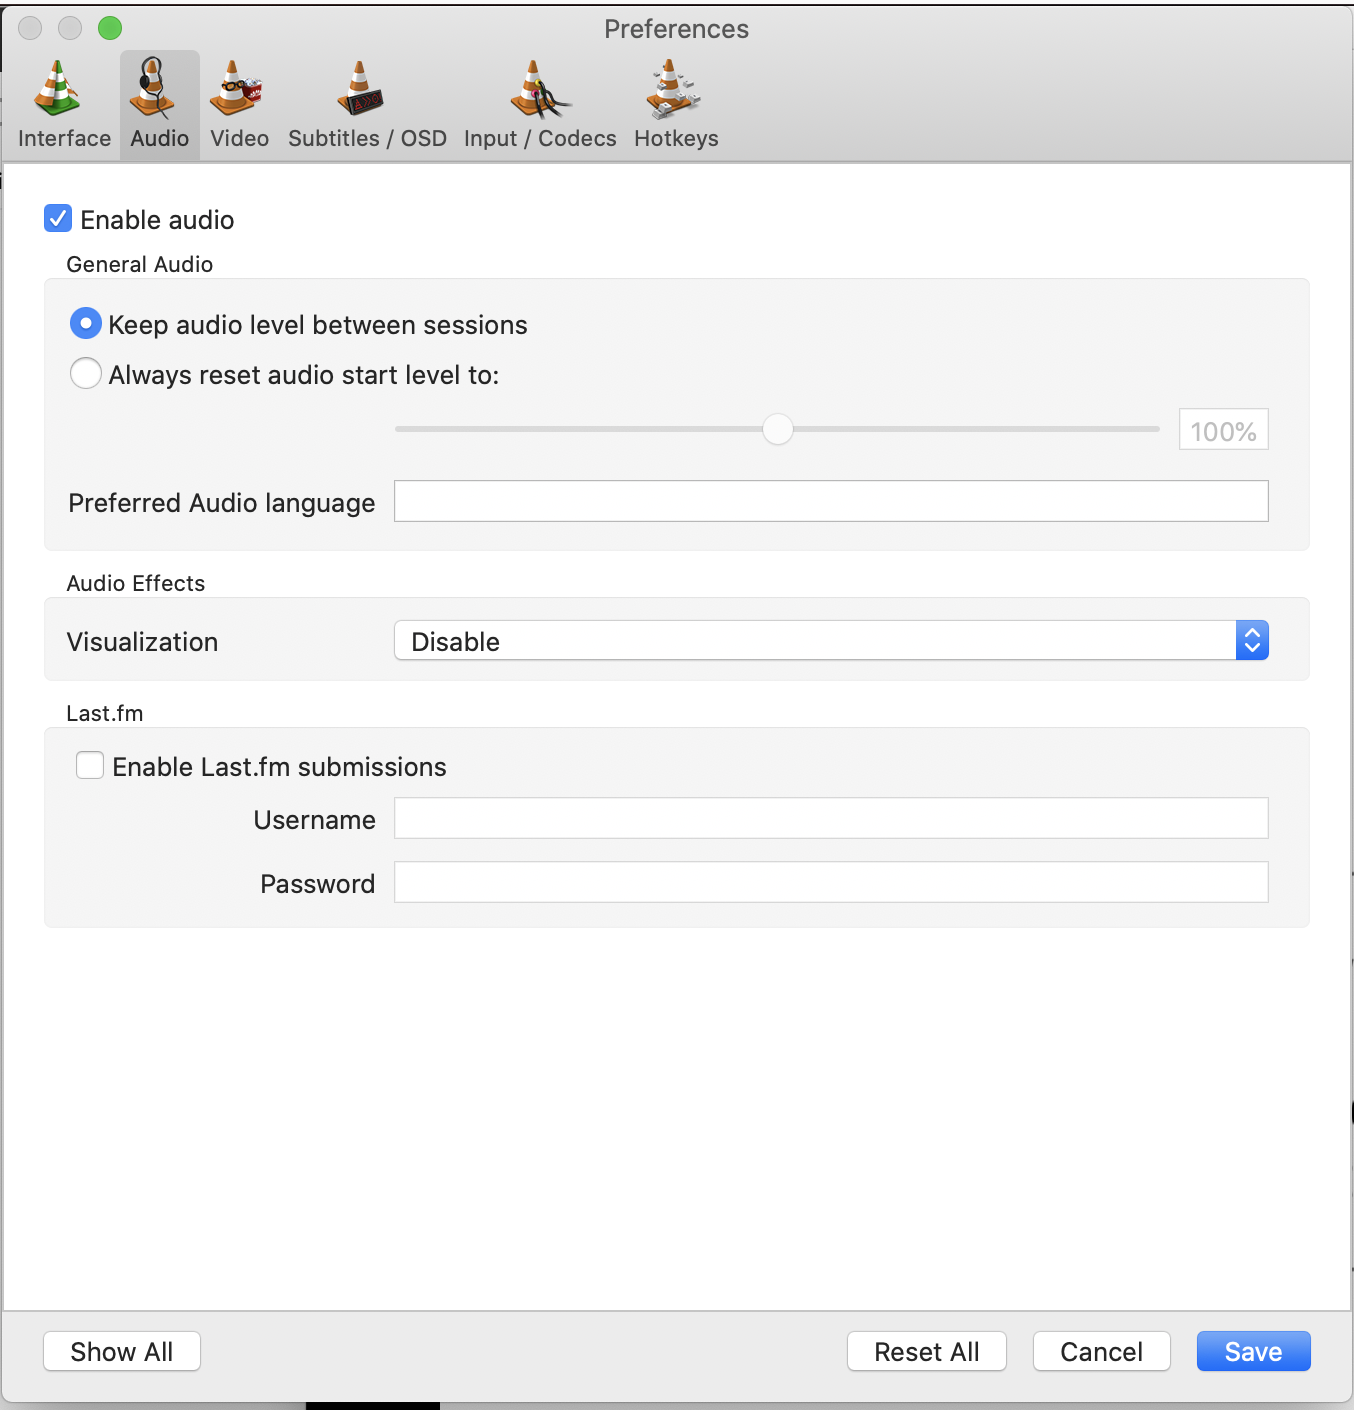 Preferences
Interface Audio Video Subtitles / OSD Input / Codecs Hotkeys
Enable audio
General Audio
Keep audio level between sessions
Always reset audio start level to:
100%
Preferred Audio language
Audio Effects
Visualization Disable
Last.fm
Enable Last.fm submissions
Username
Password
Show All Reset All Cancel Save